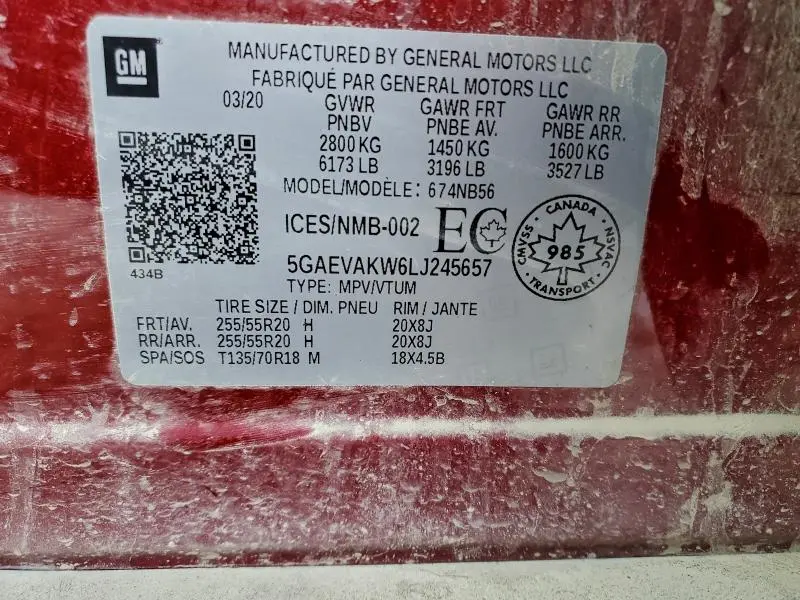 GM
MANUFACTURED BY GENERAL MOTORS LLC
FABRIQUÉ PAR GENERAL MOTORS LLC
03/20 GVWR GAWR FRT GAWR RR
PNBV PNBE AV. PNBE ARR.
2800 KG 1450 KG 1600 KG
6173 LB 3196 LB 3527 LB
MODEL/MODÈLE: 674NB56
ICES/NMB-002 EC
CANADA
CMVSS 985 NSVAC
TRANSPORT
434B
5GAEVAKW6LJ245657
TYPE: MPV/VTUM
TIRE SIZE / DIM. PNEU RIM / JANTE
FRT/AV. 255/55R20 H 20X8J
RR/ARR. 255/55R20 H 20X8J
SPA/SOS T135/70R18 M 18X4.5B